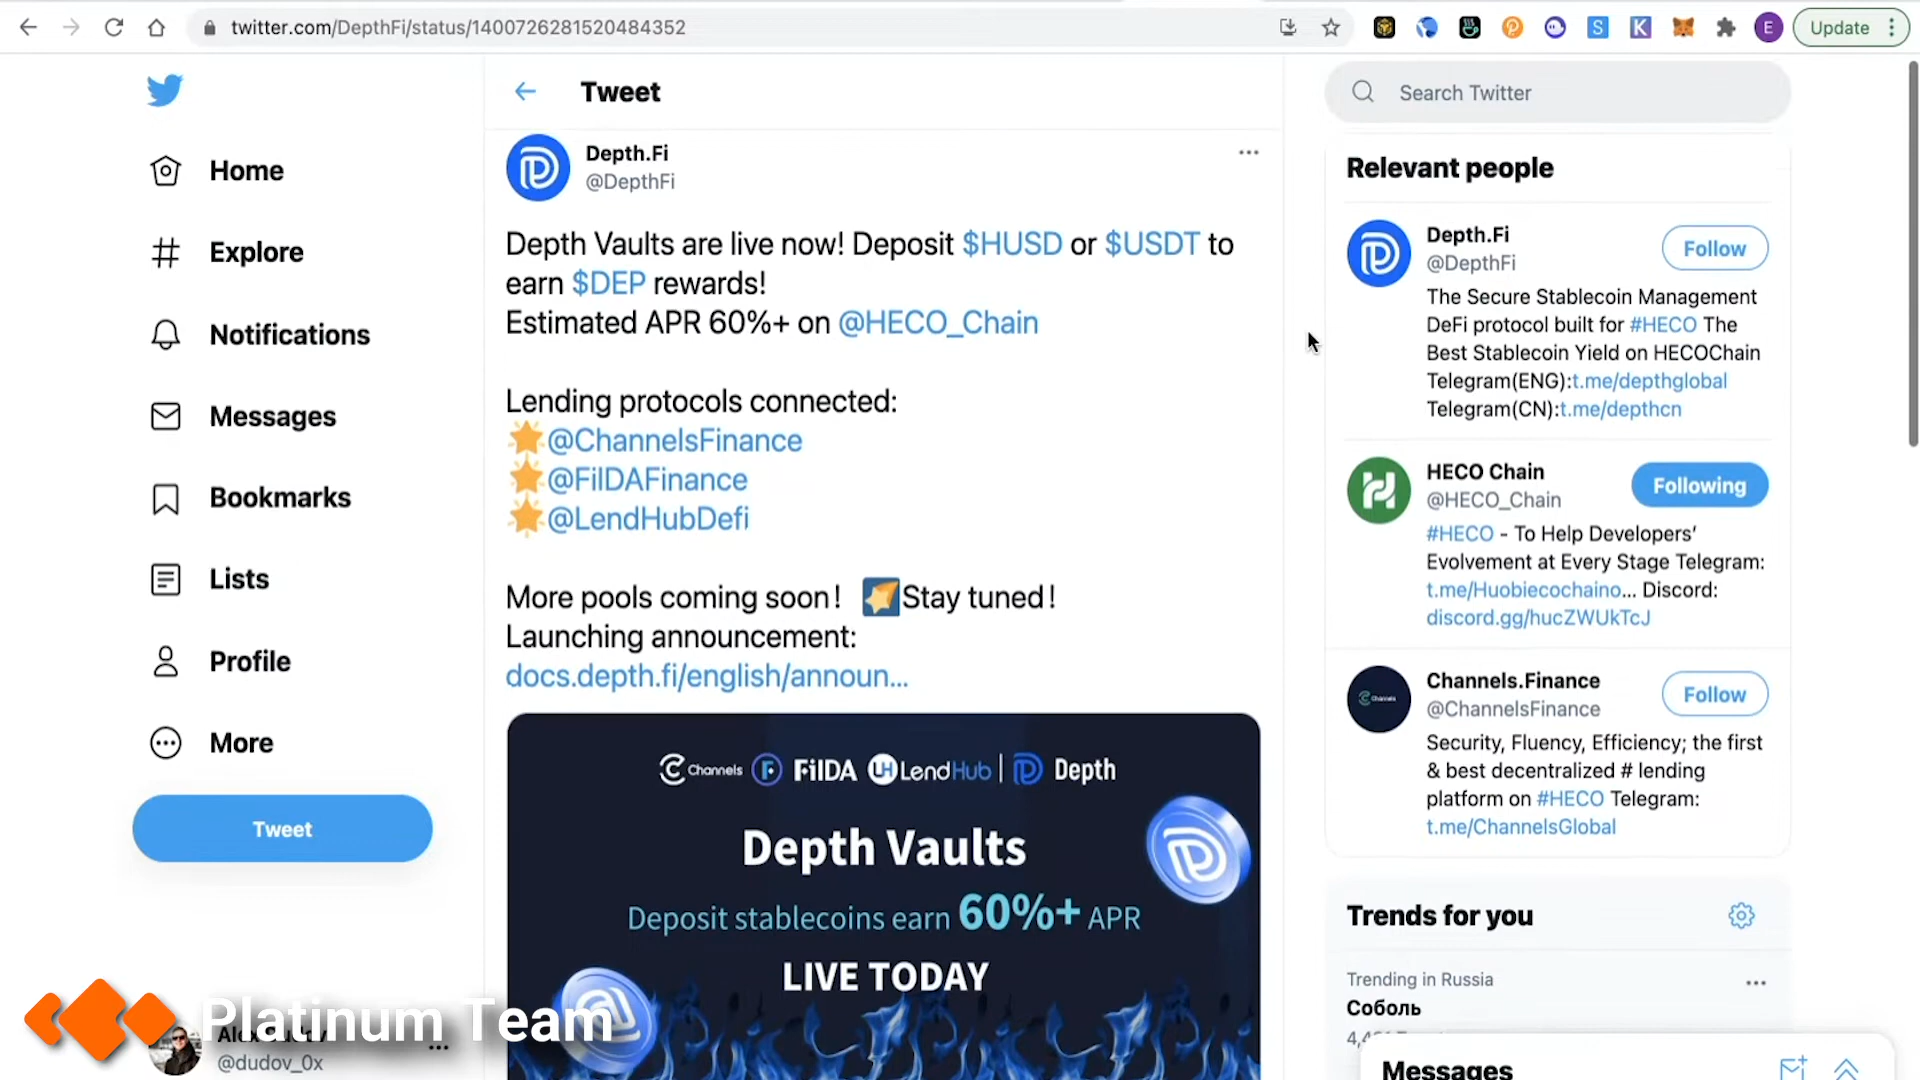 twitter.com/DepthFi/status/1400726281520484352
Update
Home
Explore
Notifications
Messages
Bookmarks
Lists
Profile
More
Tweet
@dudov_0x
Platinum Team
Tweet
Depth.Fi
@DepthFi
Depth Vaults are live now! Deposit $HUSD or $USDT to
earn $DEP rewards!
Estimated APR 60%+ on @HECO_Chain
Lending protocols connected:
@ChannelsFinance
@FilDAFinance
@LendHubDefi
More pools coming soon! Stay tuned!
Launching announcement:
docs.depth.fi/english/announ...
Channels FilDA LendHub | Depth
Depth Vaults
Deposit stablecoins earn 60%+ APR
LIVE TODAY
Search Twitter
Relevant people
Depth.Fi
@DepthFi
Follow
The Secure Stablecoin Management
DeFi protocol built for #HECO The
Best Stablecoin Yield on HECOChain
Telegram(ENG):t.me/depthglobal
Telegram(CN):t.me/depthcn
HECO Chain
@HECO_Chain
Following
#HECO - To Help Developers'
Evolvement at Every Stage Telegram:
t.me/Huobiecochaino... Discord:
discord.gg/hucZWUkTcJ
Channels.Finance
@ChannelsFinance
Follow
Security, Fluency, Efficiency; the first
& best decentralized # lending
platform on #HECO Telegram:
t.me/ChannelsGlobal
Trends for you
Trending in Russia
Соболь
Messages